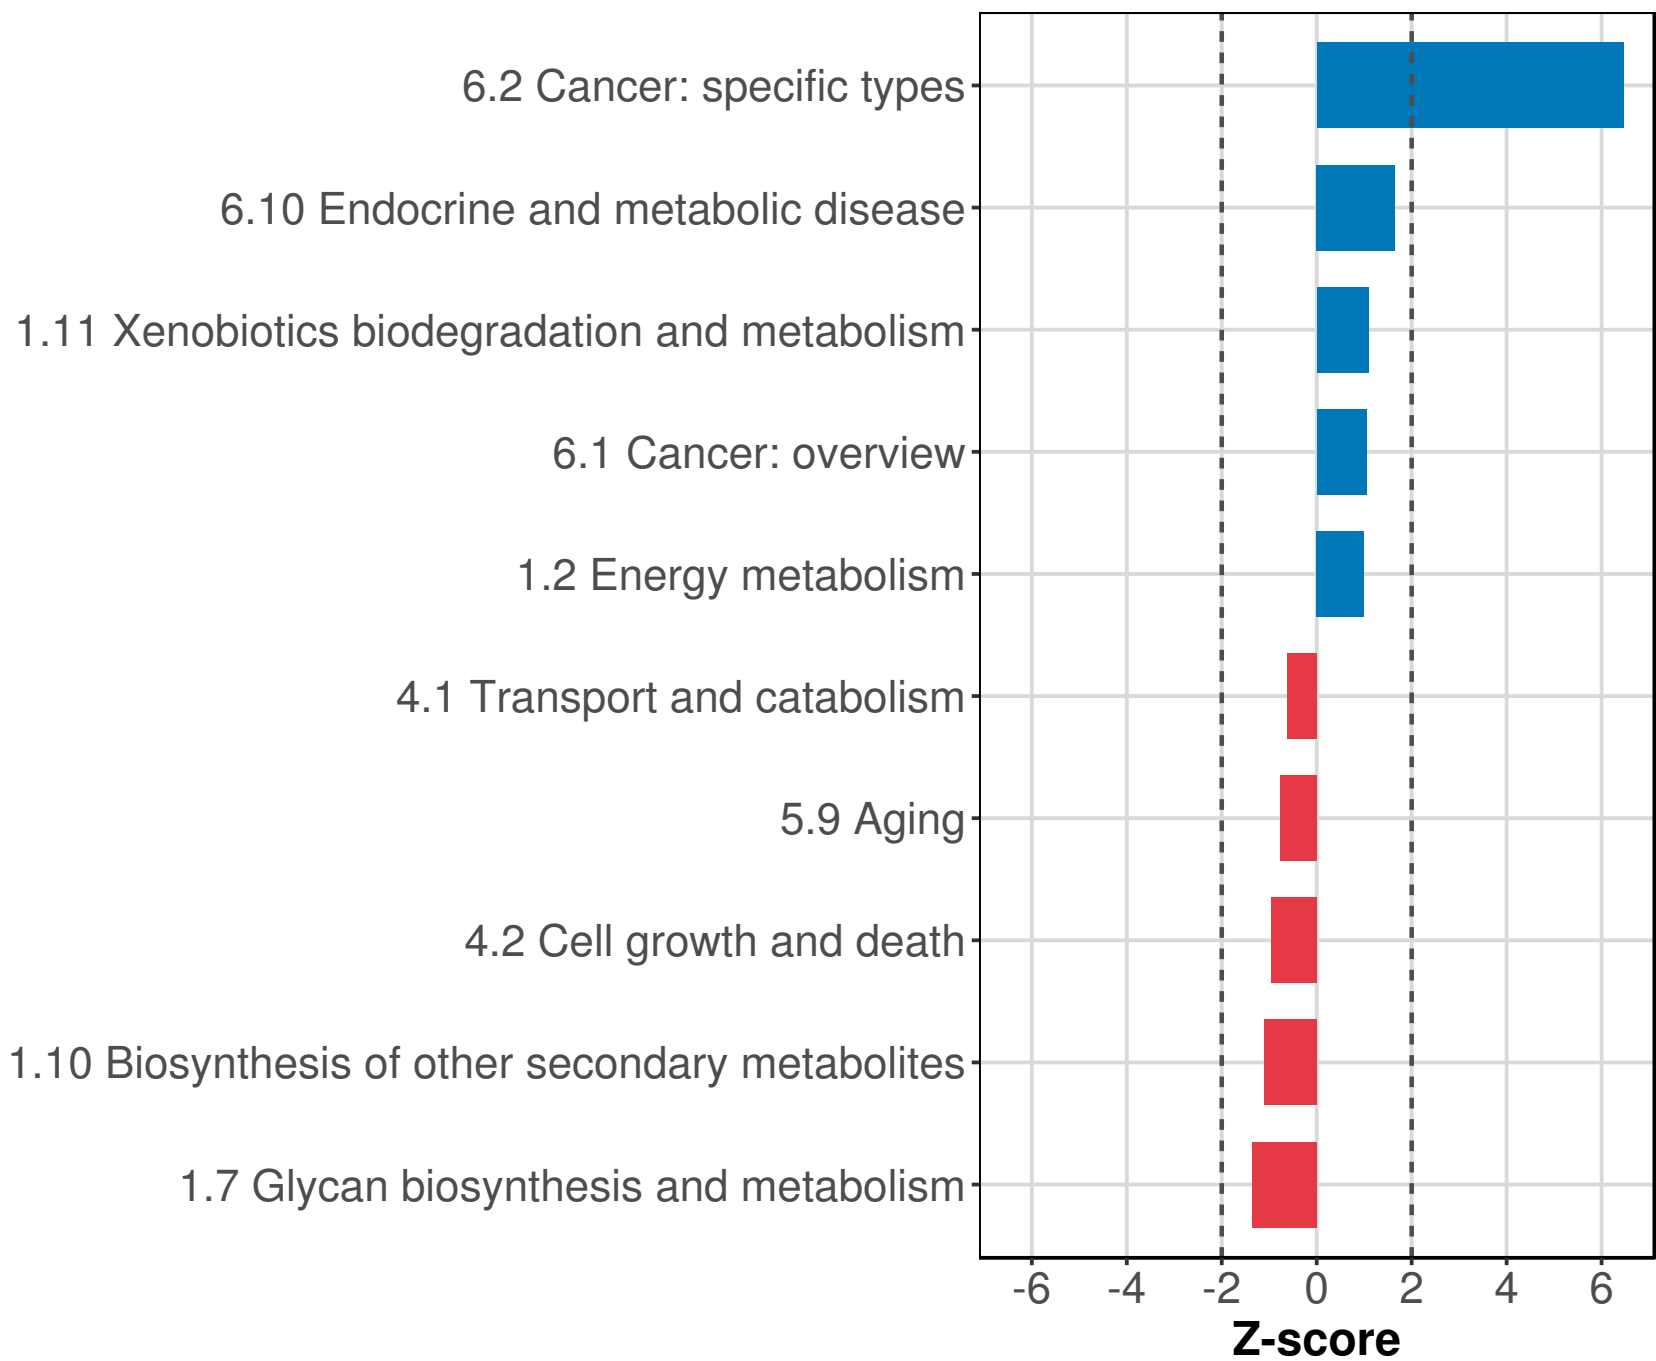 6.2 Cancer: specific types
6.10 Endocrine and metabolic disease
1.11 Xenobiotics biodegradation and metabolism
6.1 Cancer: overview
1.2 Energy metabolism
4.1 Transport and catabolism
5.9 Aging
4.2 Cell growth and death
1.10 Biosynthesis of other secondary metabolites
1.7 Glycan biosynthesis and metabolism
-6 -4 -2 0 2 4 6
Z-score